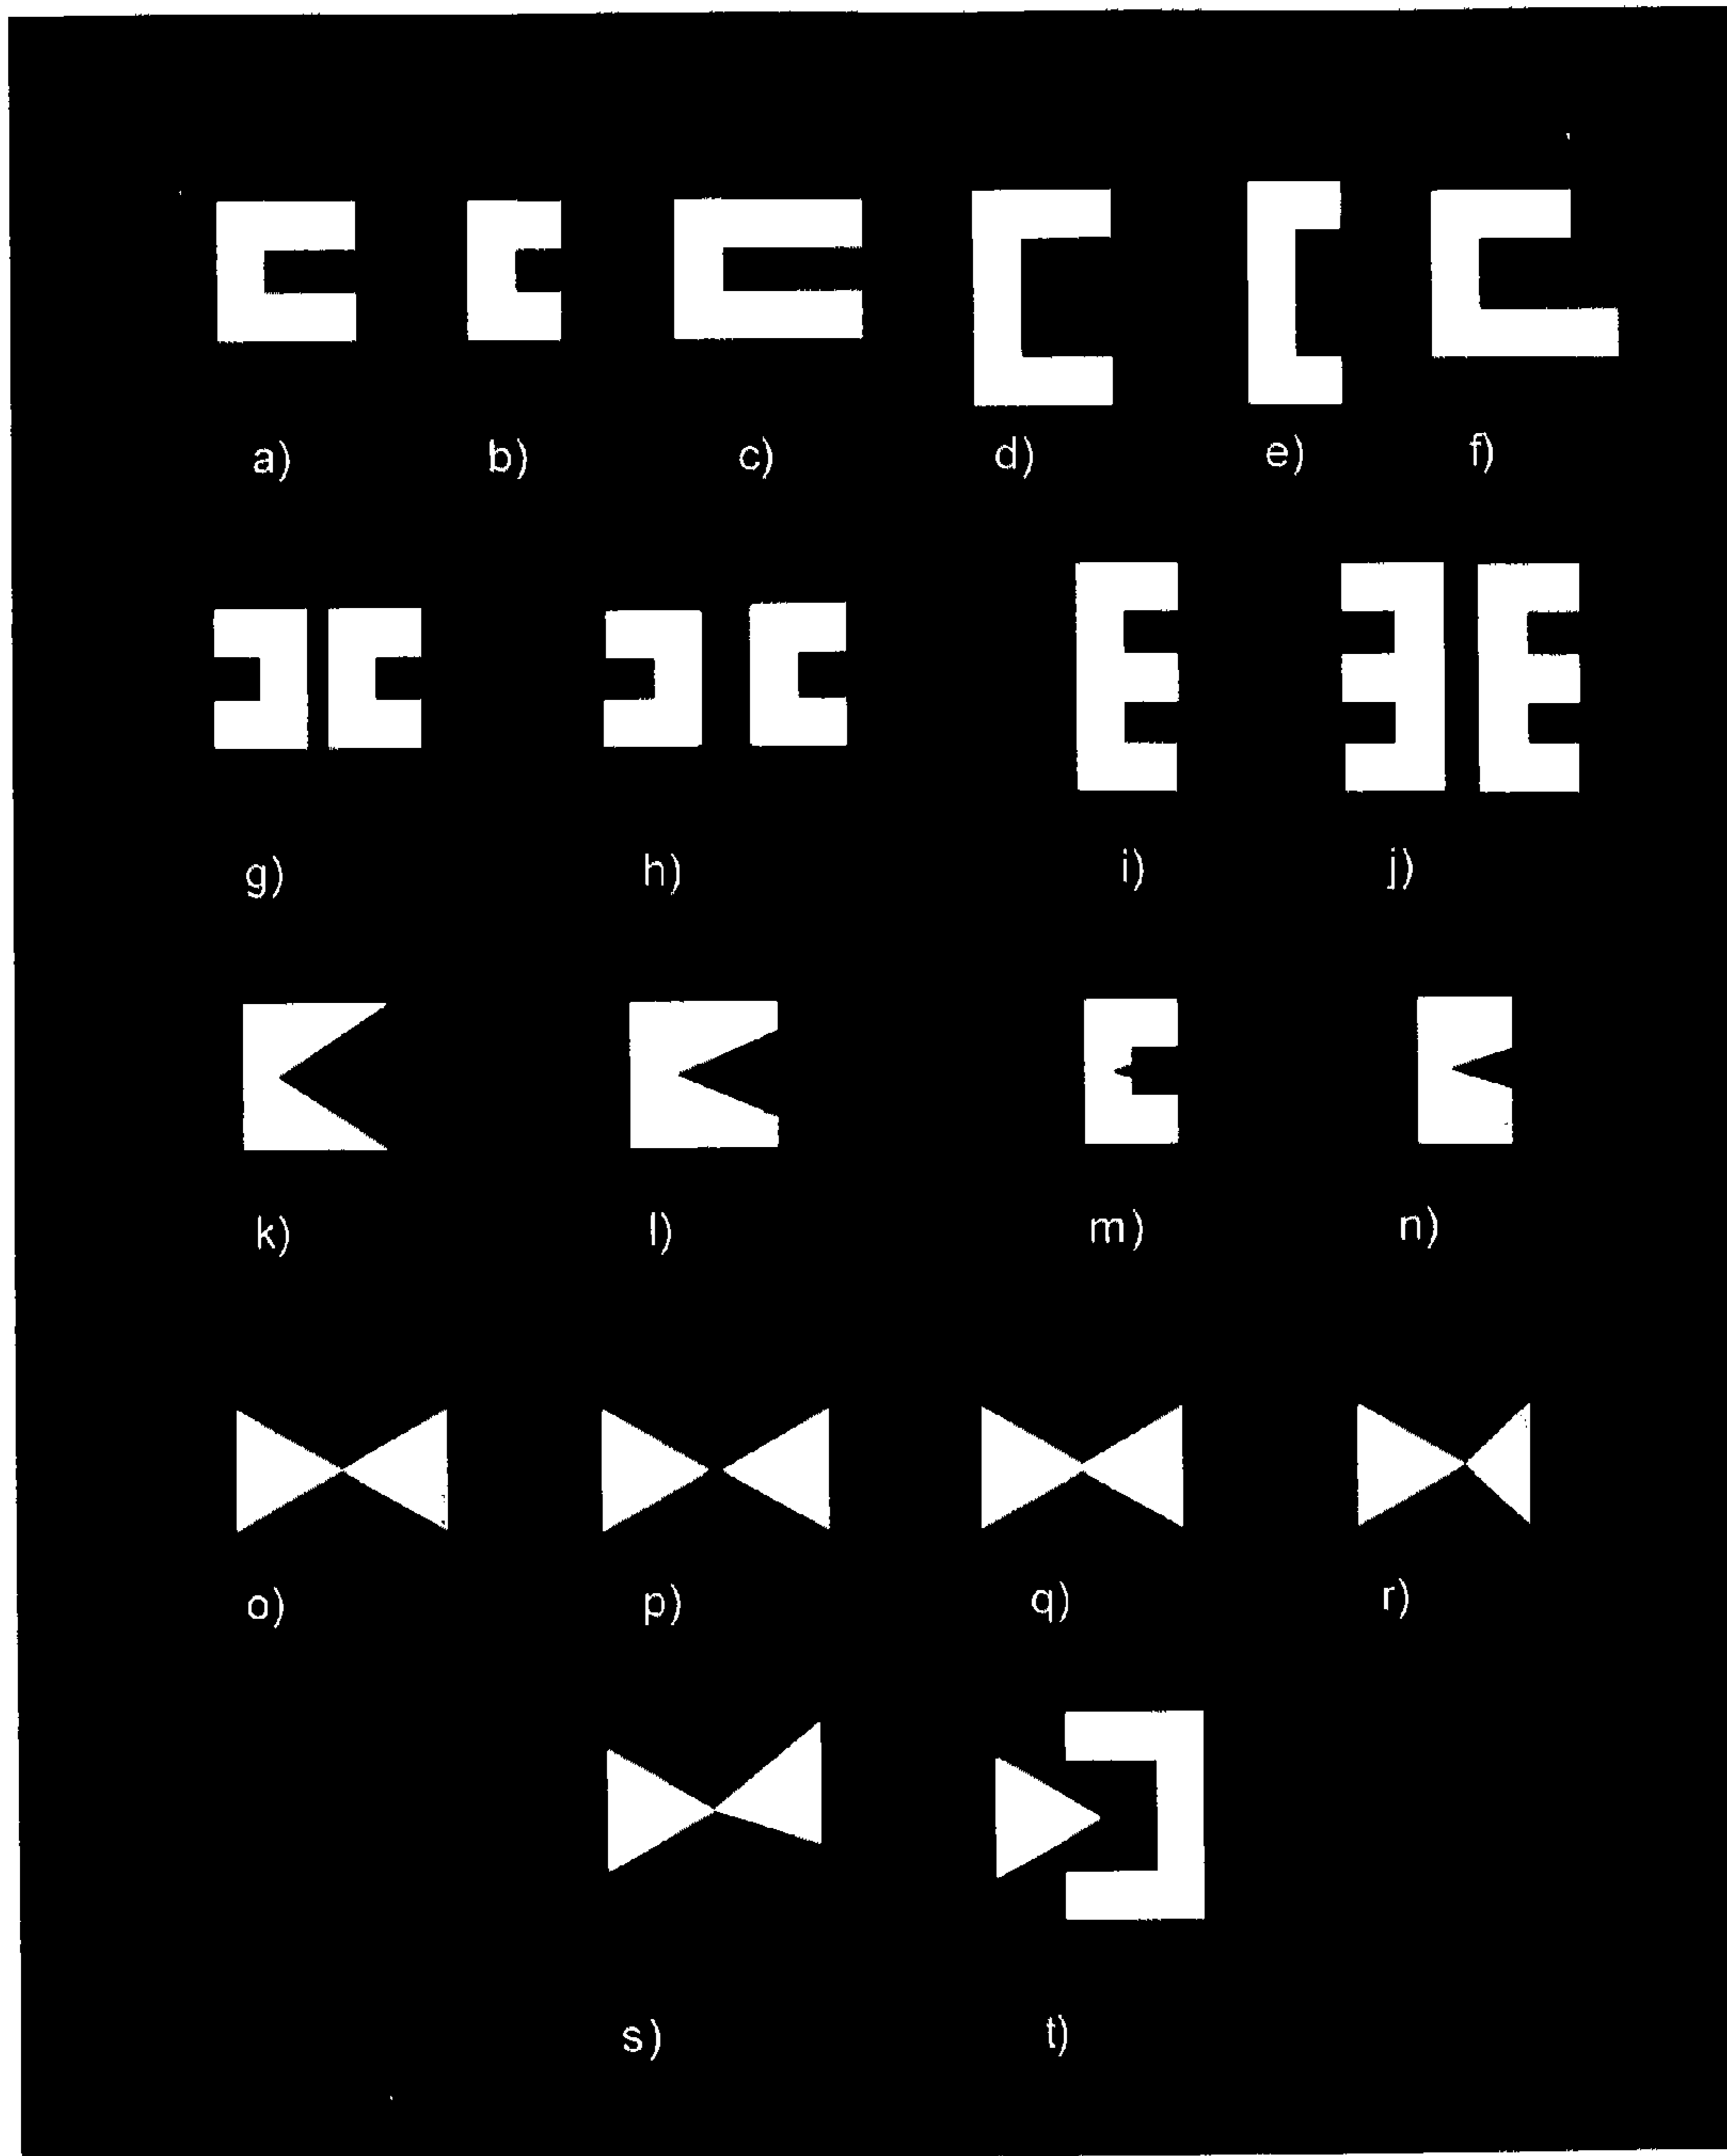 a) b) c) d) e) f)
g) h) i) j)
k) l) m) n)
o) p) q) r)
s) t)